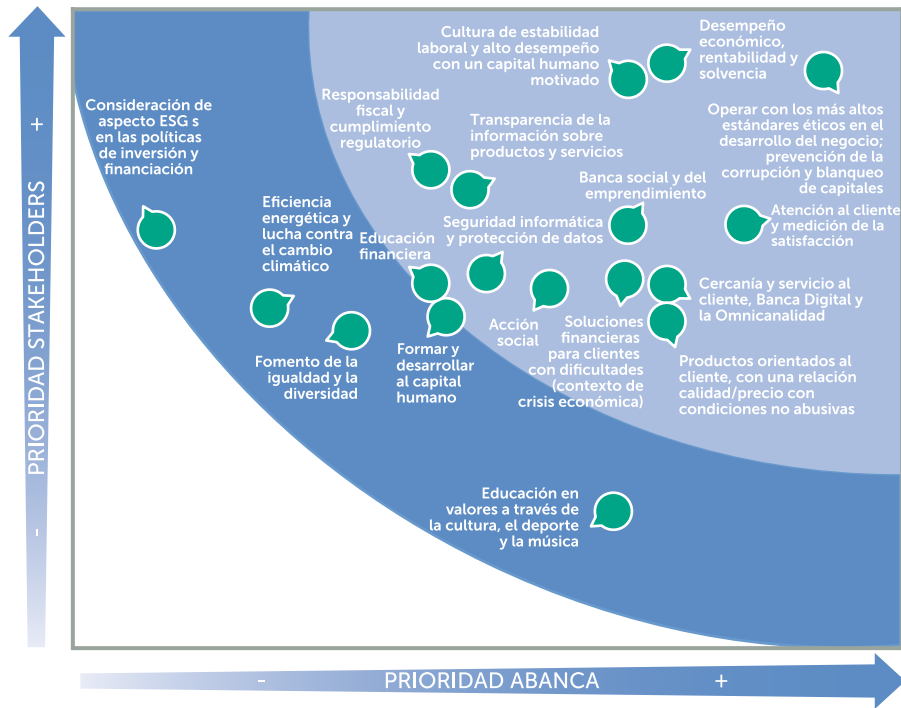 PRIORIDAD STAKEHOLDERS
+
-
Cultura de estabilidad
laboral y alto desempeño
con un capital humano
motivado
Desempeño
económico,
rentabilidad y
solvencia
Consideración de
aspecto ESG s
en las políticas
de inversión y
financiación
Responsabilidad
fiscal y
cumplimiento
regulatorio
Transparencia de la
información sobre
productos y servicios
Operar con los más altos
estándares éticos en el
desarrollo del negocio;
prevención de la
corrupción y blanqueo
de capitales
Banca social y del
emprendimiento
Eficiencia
energética y
lucha contra
el cambio
climático
Educación
financiera
Seguridad informática
y protección de datos
Atención al cliente
y medición de la
satisfacción
Cercanía y servicio al
cliente, Banca Digital y
la Omnicanalidad
Fomento de la
igualdad y la
diversidad
Formar y
desarrollar
al capital
humano
Acción
social
Soluciones
financieras
para clientes
con dificultades
(contexto de
crisis económica)
Productos orientados al
cliente, con una relación
calidad/precio con
condiciones no abusivas
Educación en
valores a través de
la cultura, el deporte
y la música
- PRIORIDAD ABANCA +